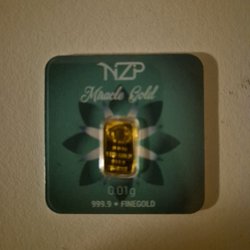 NZP
Miracle Gold
0.01g
999.9 • FINEGOLD